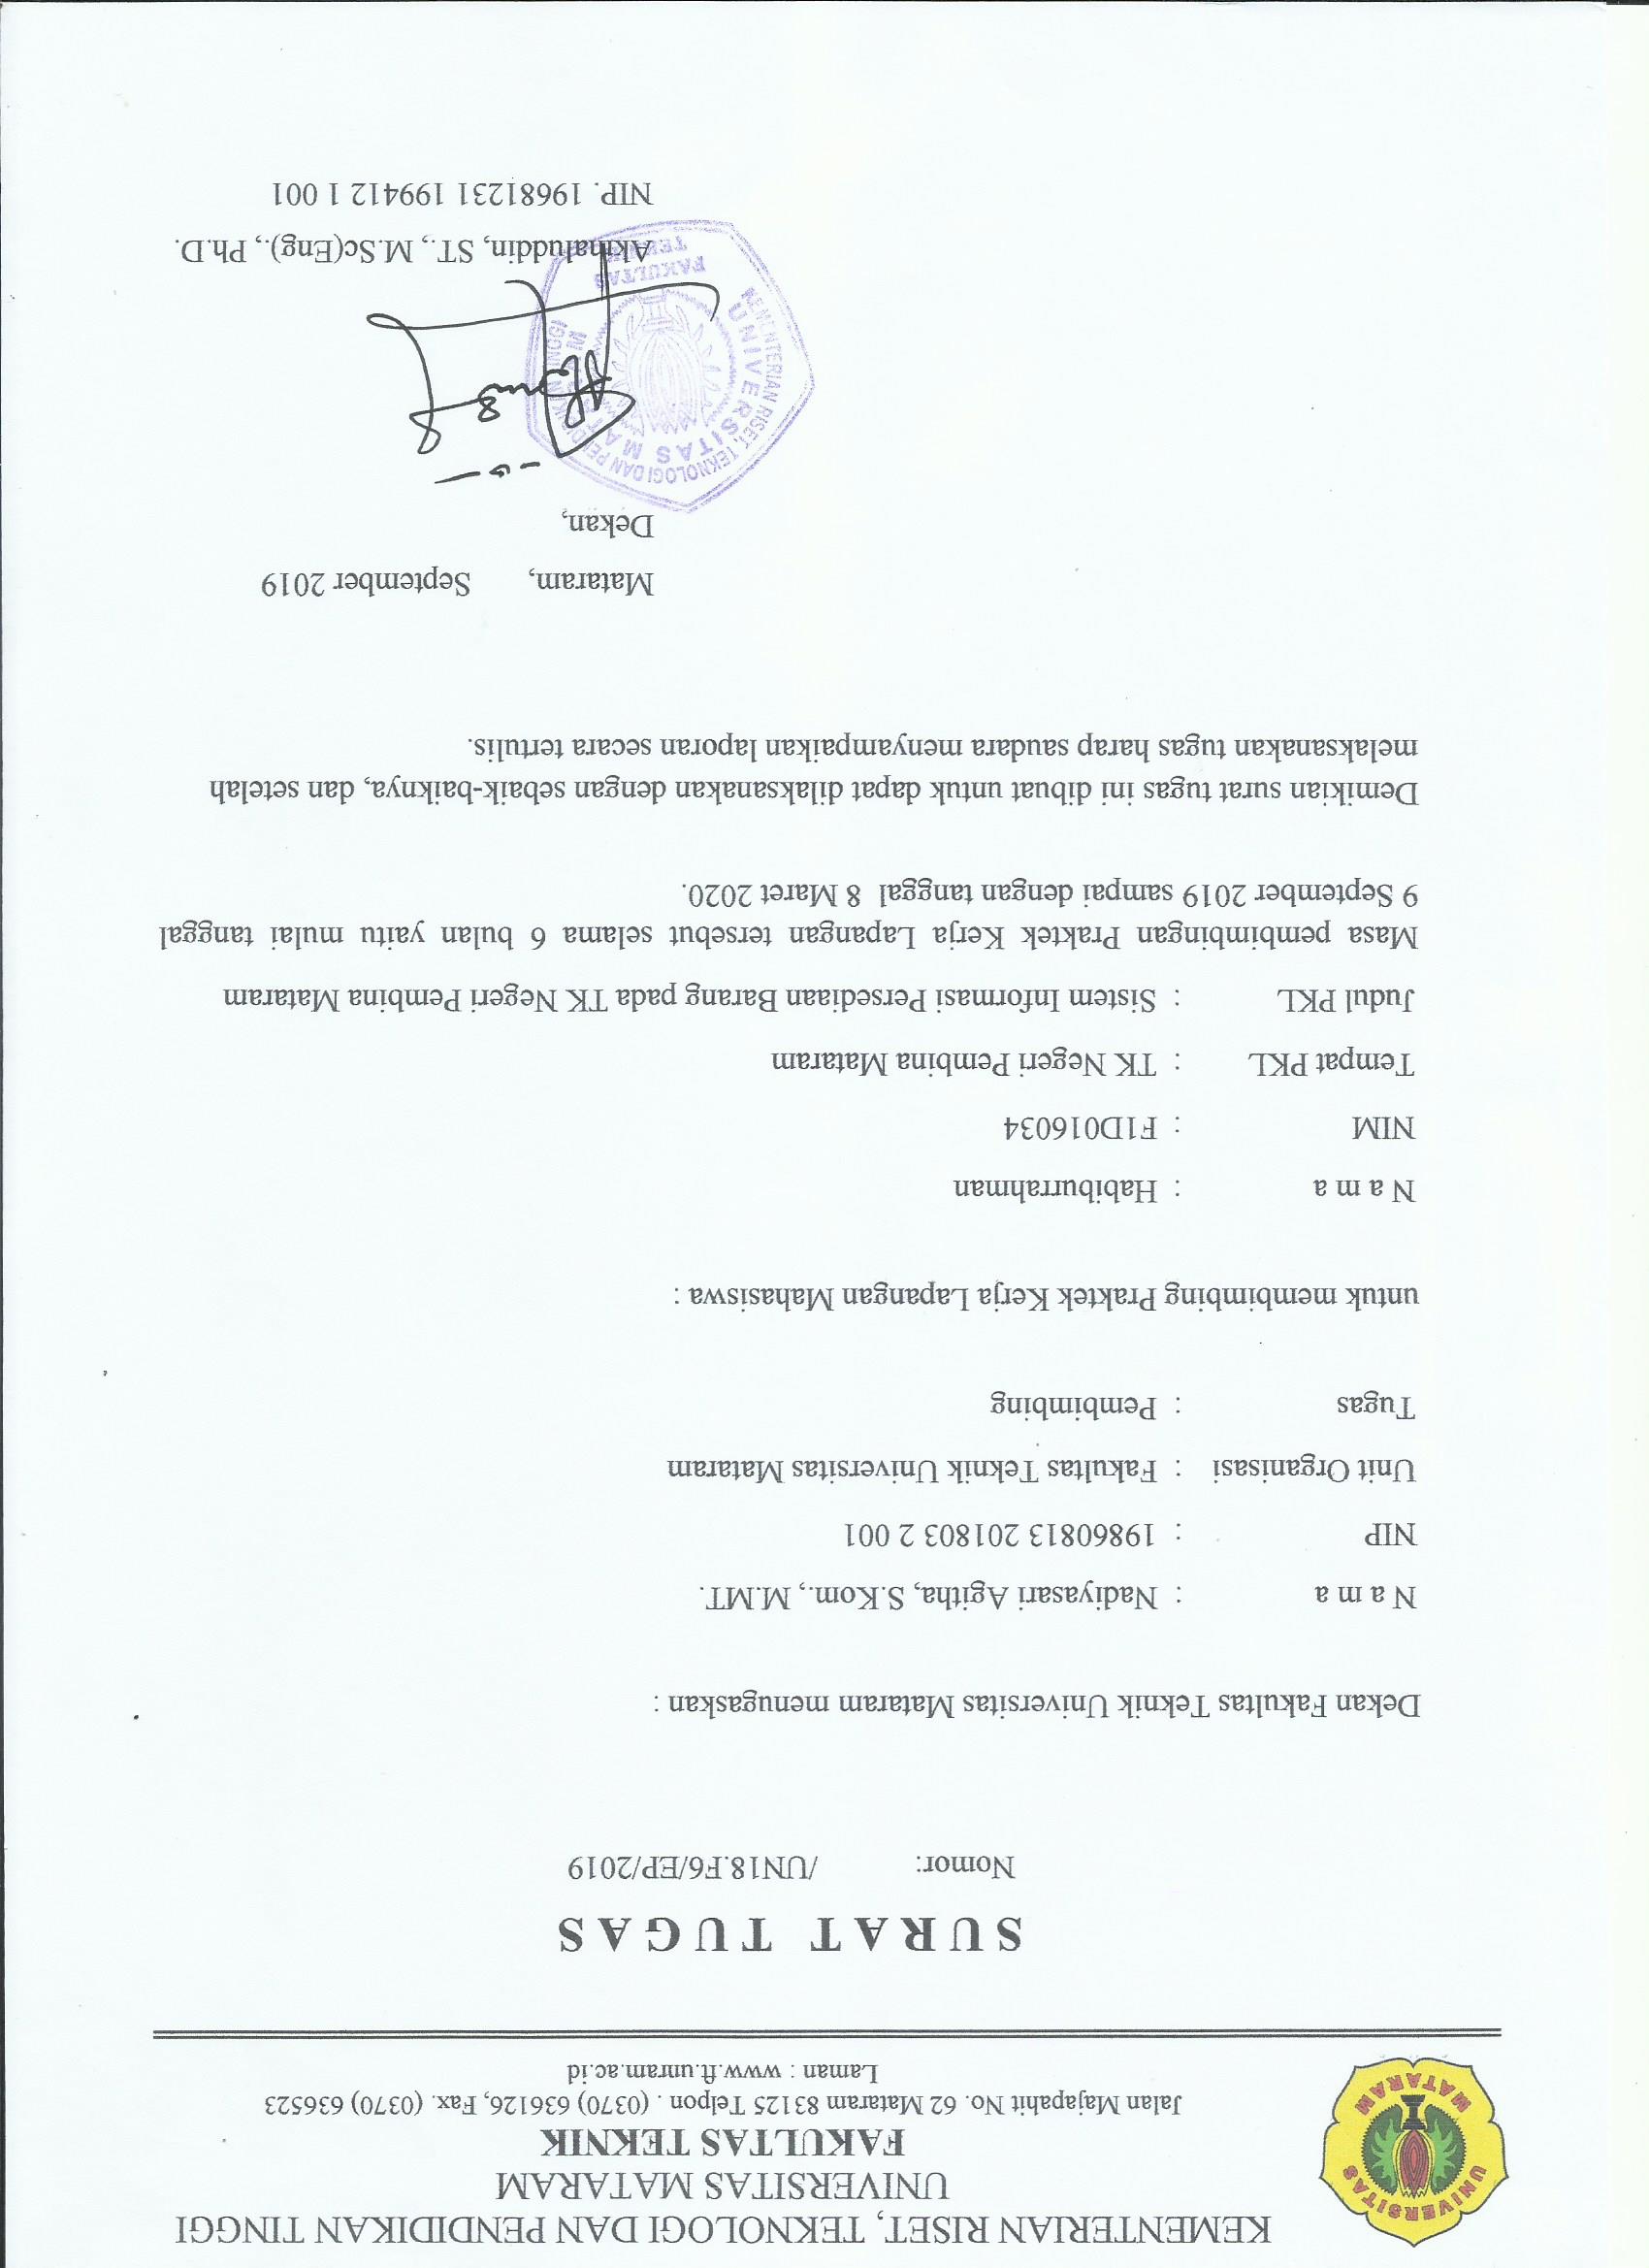 UNIVERSITAS
MATARAM
KEMENTERIAN RISET, TEKNOLOGI DAN PENDIDIKAN TINGGI
UNIVERSITAS MATARAM
FAKULTAS TEKNIK
Jalan Majapahit No. 62 Mataram 83125 Telpon . (0370) 636126, Fax. (0370) 636523
Laman : www.ft.unram.ac.id
SURAT TUGAS
Nomor: /UN18.F6/EP/2019
Dekan Fakultas Teknik Universitas Mataram menugaskan :
N a m a : Nadiyasari Agitha, S.Kom., M.MT.
NIP : 19860813 201803 2 001
Unit Organisasi : Fakultas Teknik Universitas Mataram
Tugas : Pembimbing
untuk membimbing Praktek Kerja Lapangan Mahasiswa :
N a m a : Habiburrahman
NIM : F1D016034
Tempat PKL : TK Negeri Pembina Mataram
Judul PKL : Sistem Informasi Persediaan Barang pada TK Negeri Pembina Mataram
Masa pembimbingan Praktek Kerja Lapangan tersebut selama 6 bulan yaitu mulai tanggal
9 September 2019 sampai dengan tanggal 8 Maret 2020.
Demikian surat tugas ini dibuat untuk dapat dilaksanakan dengan sebaik-baiknya, dan setelah
melaksanakan tugas harap saudara menyampaikan laporan secara tertulis.
Mataram, September 2019
Dekan,
KEMENTERIAN RISET, TEKNOLOGI DAN PENDIDIKAN TINGGI
UNIVERSITAS MATARAM
FAKULTAS
TEKNIK
Akmaluddin, ST., M.Sc(Eng)., Ph.D.
NIP. 19681231 199412 1 001